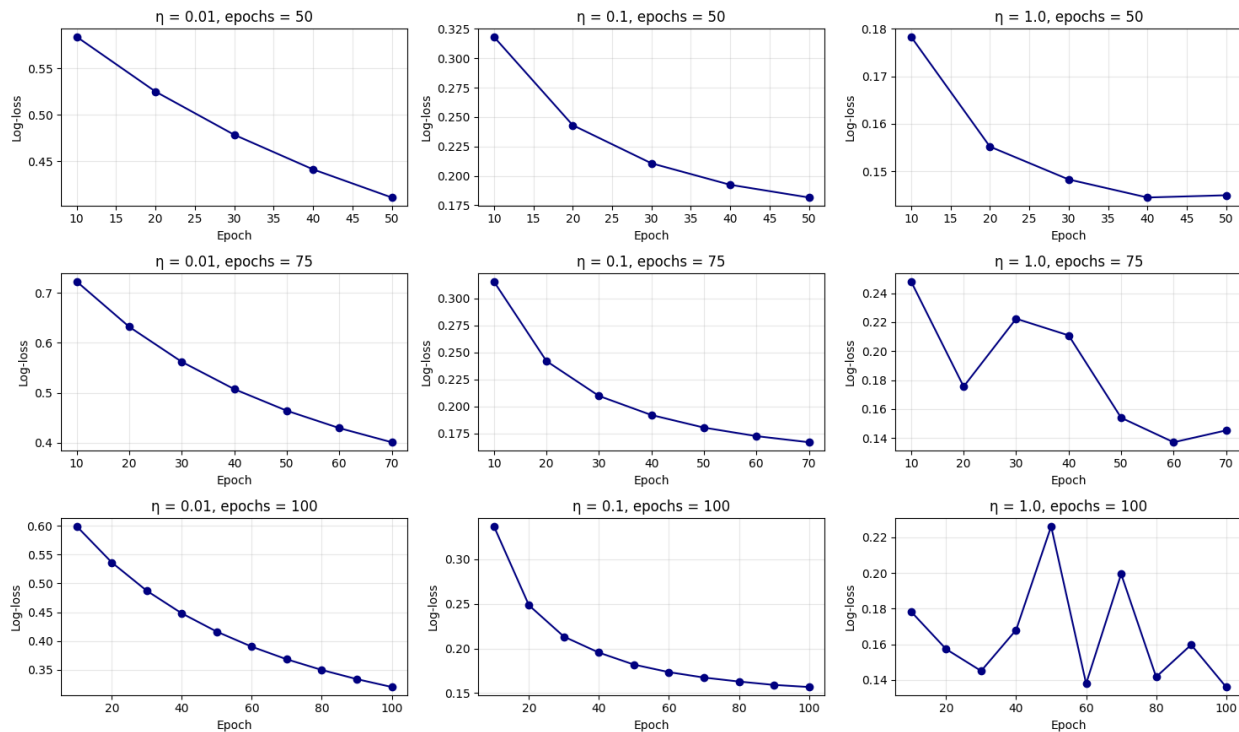 η = 0.01, epochs = 50
0.55
0.50
0.45
Log-loss
10 15 20 25 30 35 40 45 50
Epoch
η = 0.1, epochs = 50
0.325
0.300
0.275
0.250
0.225
0.200
0.175
Log-loss
10 15 20 25 30 35 40 45 50
Epoch
η = 1.0, epochs = 50
0.18
0.17
0.16
0.15
Log-loss
10 15 20 25 30 35 40 45 50
Epoch
η = 0.01, epochs = 75
0.7
0.6
0.5
0.4
Log-loss
10 20 30 40 50 60 70
Epoch
η = 0.1, epochs = 75
0.300
0.275
0.250
0.225
0.200
0.175
Log-loss
10 20 30 40 50 60 70
Epoch
η = 1.0, epochs = 75
0.24
0.22
0.20
0.18
0.16
0.14
Log-loss
10 20 30 40 50 60 70
Epoch
η = 0.01, epochs = 100
0.60
0.55
0.50
0.45
0.40
0.35
Log-loss
20 40 60 80 100
Epoch
η = 0.1, epochs = 100
0.30
0.25
0.20
0.15
Log-loss
20 40 60 80 100
Epoch
η = 1.0, epochs = 100
0.22
0.20
0.18
0.16
0.14
Log-loss
20 40 60 80 100
Epoch